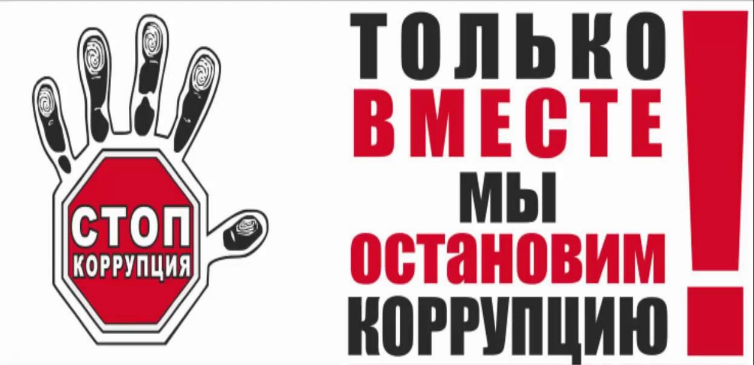 СТОП
КОРРУПЦИЯ
ТОЛЬКО
ВМЕСТЕ
МЫ
ОСТАНОВИМ
КОРРУПЦИЮ!